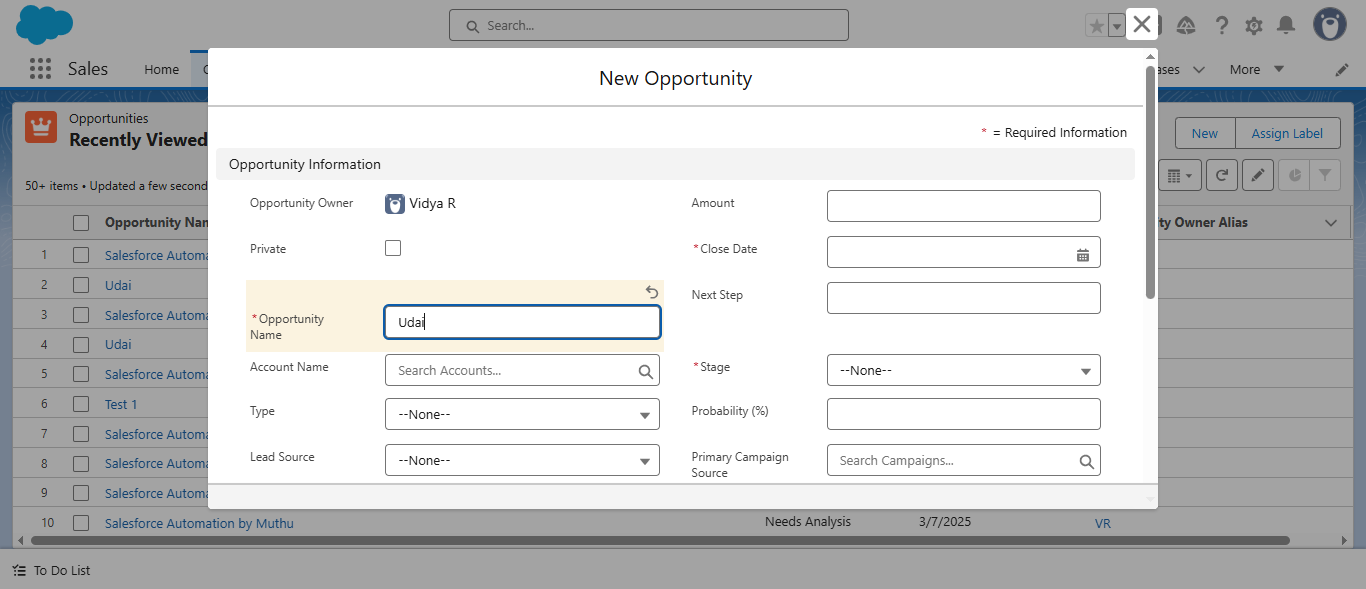 Search...
Sales
Home
ases
More
New Opportunity
* = Required Information
Opportunities
Recently Viewed
New
Assign Label
50+ items • Updated a few second
Opportunity Information
Opportunity Owner
Vidya R
Amount
Private
*Close Date
Next Step
*Opportunity
Name
Udai
Account Name
Search Accounts...
*Stage
--None--
Type
--None--
Probability (%)
Lead Source
--None--
Primary Campaign
Source
Search Campaigns...
Opportunity Nam
ty Owner Alias
1 Salesforce Automa
2 Udai
3 Salesforce Automa
4 Udai
5 Salesforce Automa
6 Test 1
7 Salesforce Automa
8 Salesforce Automa
9 Salesforce Automa
10 Salesforce Automation by Muthu Needs Analysis 3/7/2025 VR
To Do List